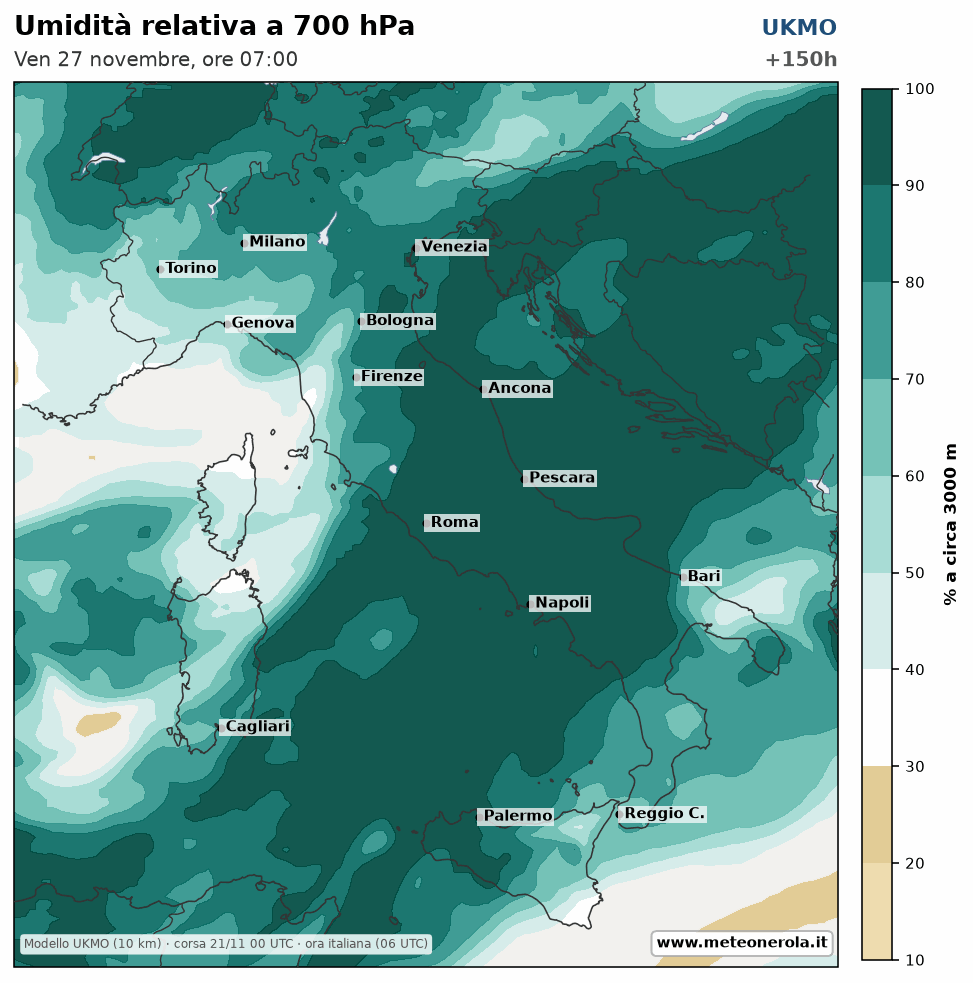 Umidità relativa a 700 hPa
UKMO
Ven 27 novembre, ore 07:00
+150h
100
90
80
70
60
50
40
30
20
10
% a circa 3000 m
Milano
Venezia
Torino
Genova
Bologna
Firenze
Ancona
Pescara
Roma
Bari
Napoli
Cagliari
Palermo
Reggio C.
Modello UKMO (10 km) · corsa 21/11 00 UTC · ora italiana (06 UTC)
www.meteonerola.it